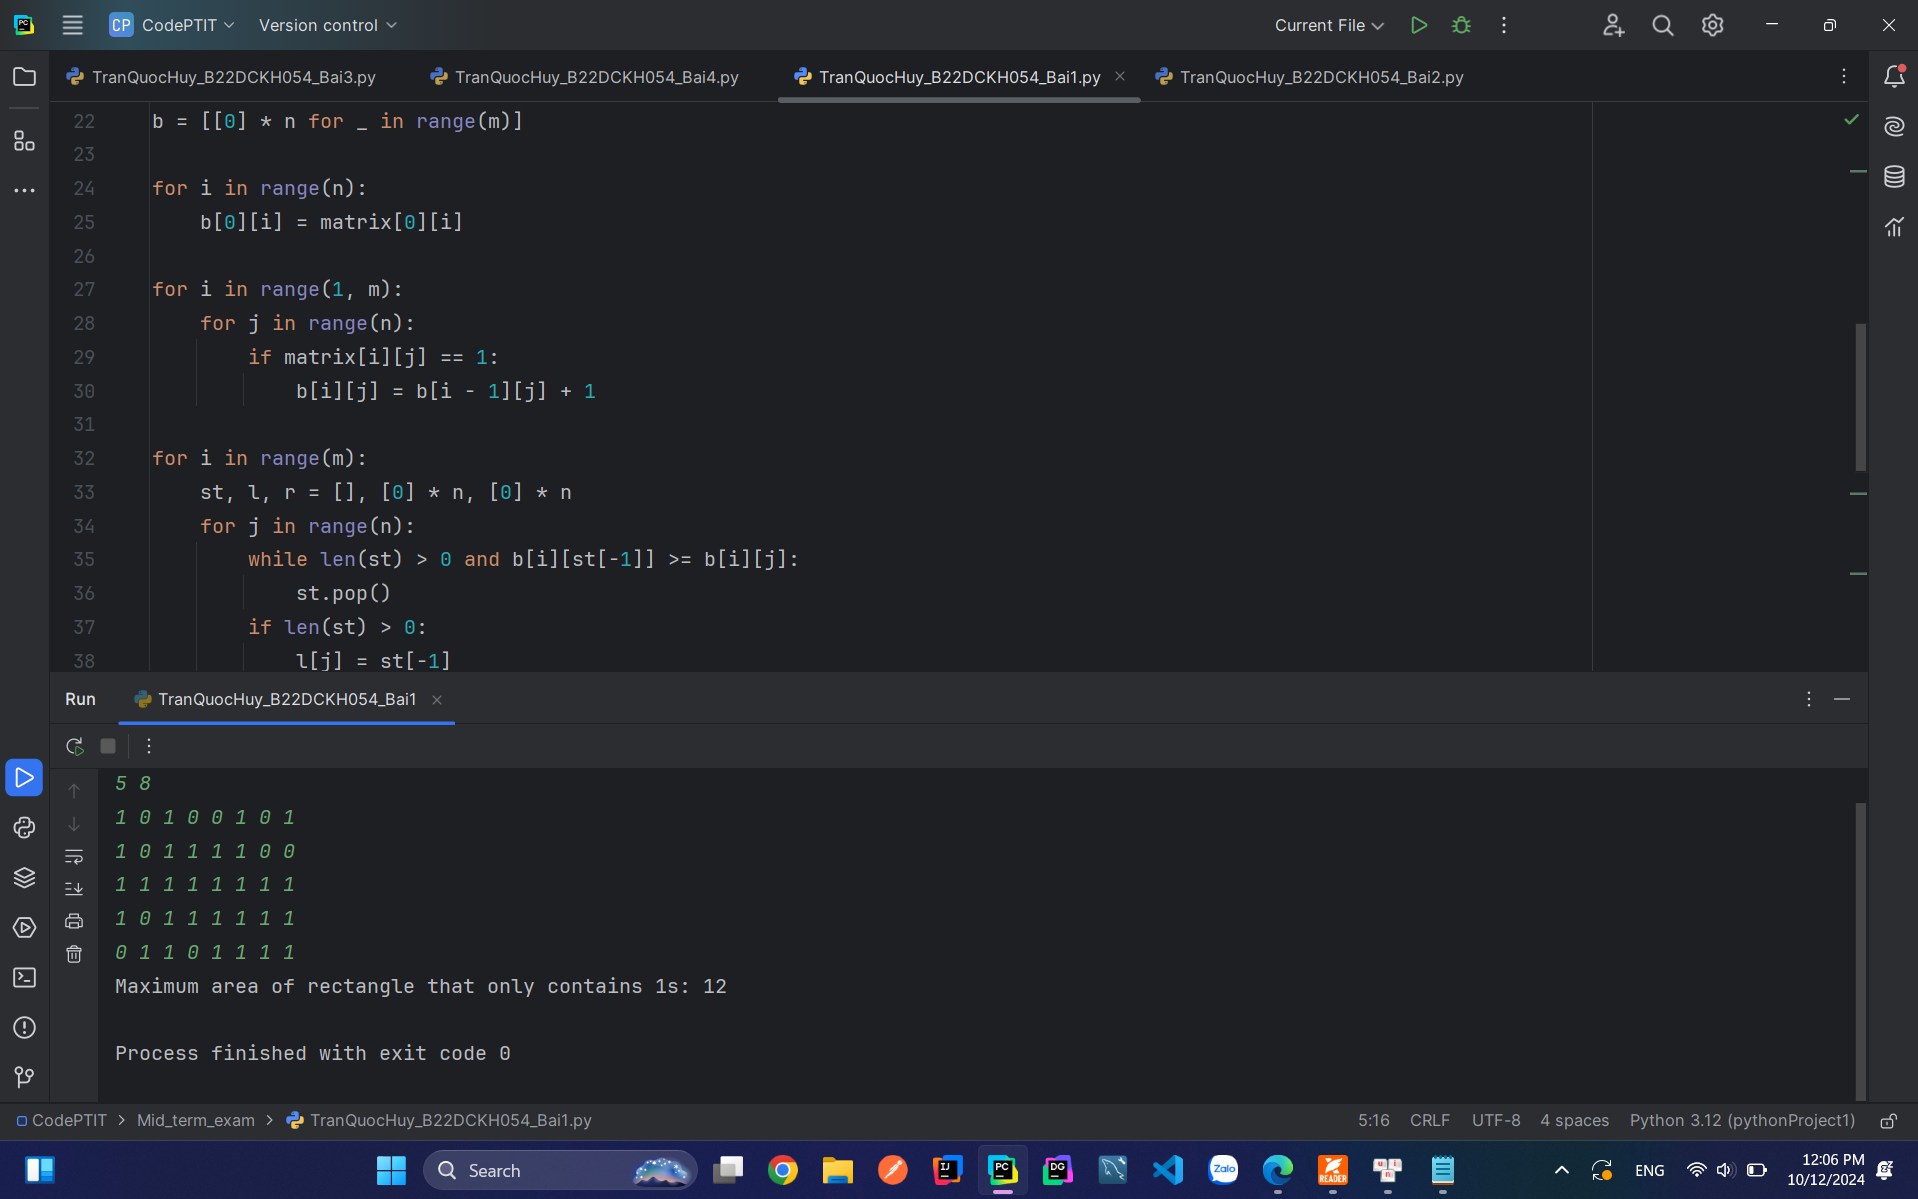 CP CodePTIT Version control Current File
TranQuocHuy_B22DCKH054_Bai3.py TranQuocHuy_B22DCKH054_Bai4.py TranQuocHuy_B22DCKH054_Bai1.py TranQuocHuy_B22DCKH054_Bai2.py
22 b = [[0] * n for _ in range(m)]
23
24 for i in range(n):
25 b[0][i] = matrix[0][i]
26
27 for i in range(1, m):
28 for j in range(n):
29 if matrix[i][j] == 1:
30 b[i][j] = b[i - 1][j] + 1
31
32 for i in range(m):
33 st, l, r = [], [0] * n, [0] * n
34 for j in range(n):
35 while len(st) > 0 and b[i][st[-1]] >= b[i][j]:
36 st.pop()
37 if len(st) > 0:
38 l[j] = st[-1]
Run TranQuocHuy_B22DCKH054_Bai1
5 8
1 0 1 0 0 1 0 1
1 0 1 1 1 1 0 0
1 1 1 1 1 1 1 1
1 0 1 1 1 1 1 1
0 1 1 0 1 1 1 1
Maximum area of rectangle that only contains 1s: 12
Process finished with exit code 0
CodePTIT > Mid_term_exam > TranQuocHuy_B22DCKH054_Bai1.py 5:16 CRLF UTF-8 4 spaces Python 3.12 (pythonProject1)
Search ENG 12:06 PM
10/12/2024
PC
IJ
PC
DG
Zalo
READER